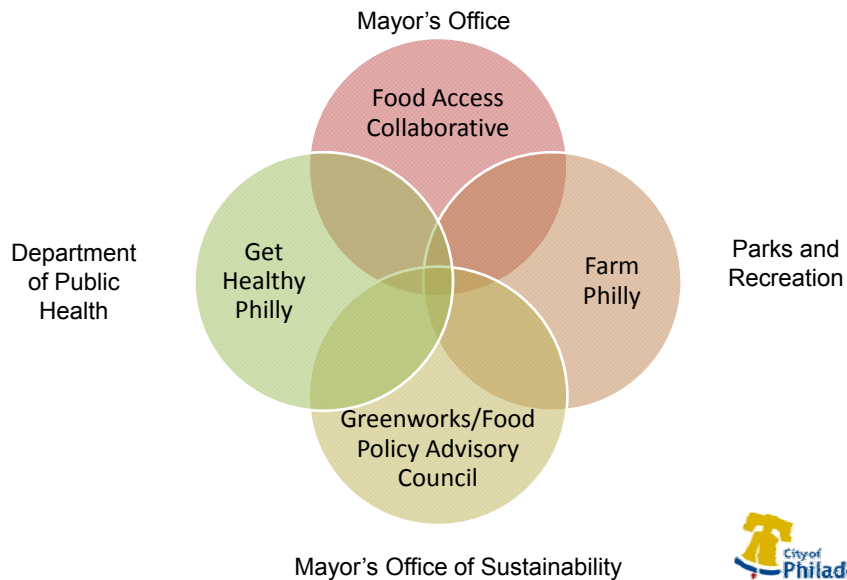 Mayor’s Office
Food Access
Collaborative
Department
of Public
Health
Get
Healthy
Philly
Farm
Philly
Parks and
Recreation
Greenworks/Food
Policy Advisory
Council
Mayor’s Office of Sustainability
City of
Philad